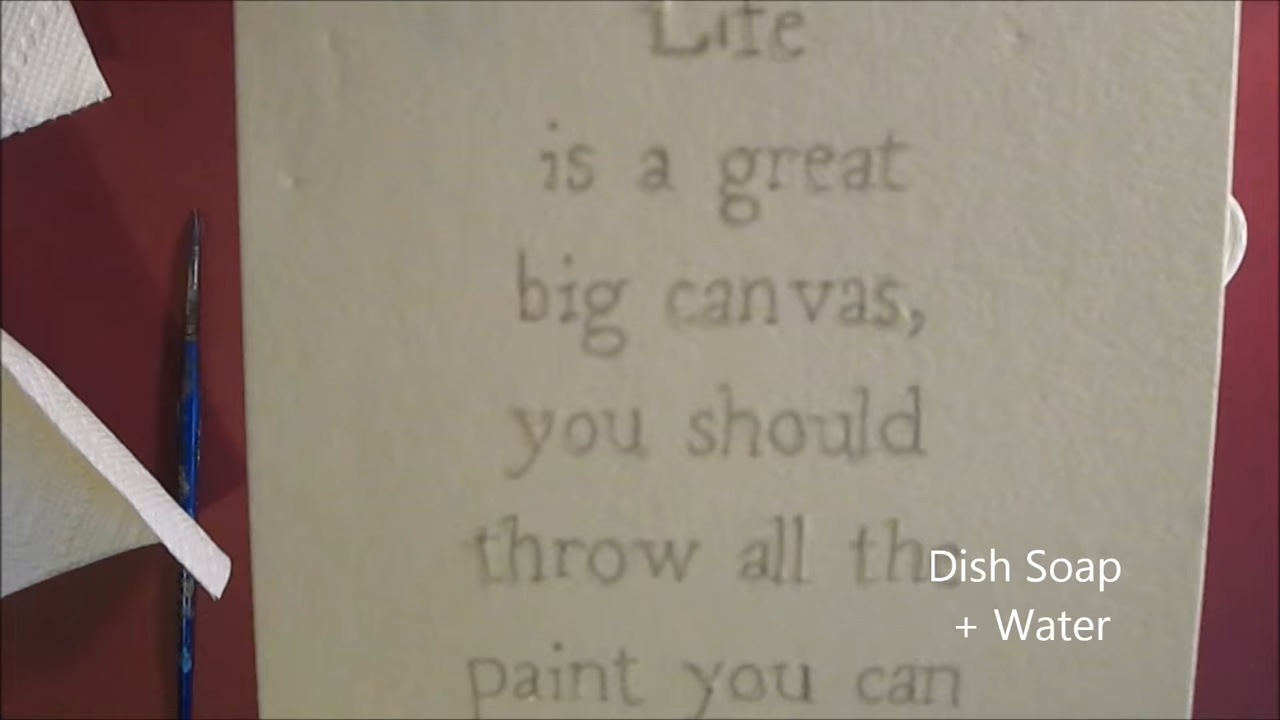 Life
is a great
big canvas,
you should
throw all the
paint you can
Dish Soap
+ Water